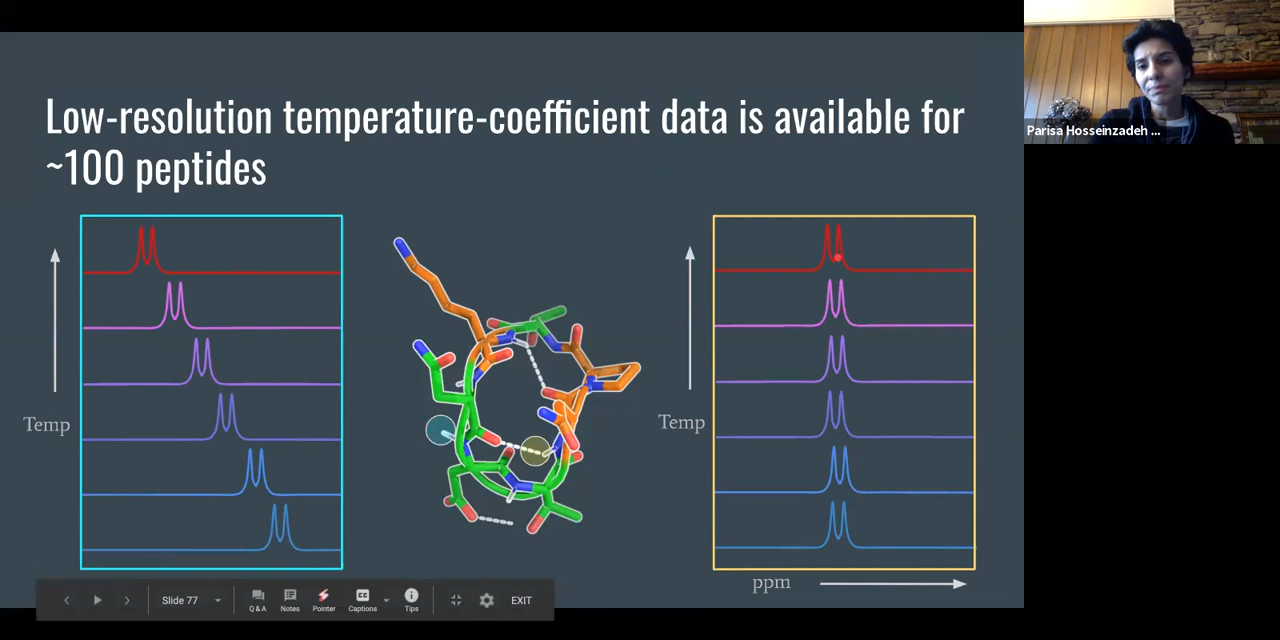 Low-resolution temperature-coefficient data is available for
~100 peptides
Parisa Hosseinzadeh ...
Temp
Temp
ppm
Slide 77
Q & A
Notes
Pointer
Captions
Tips
EXIT